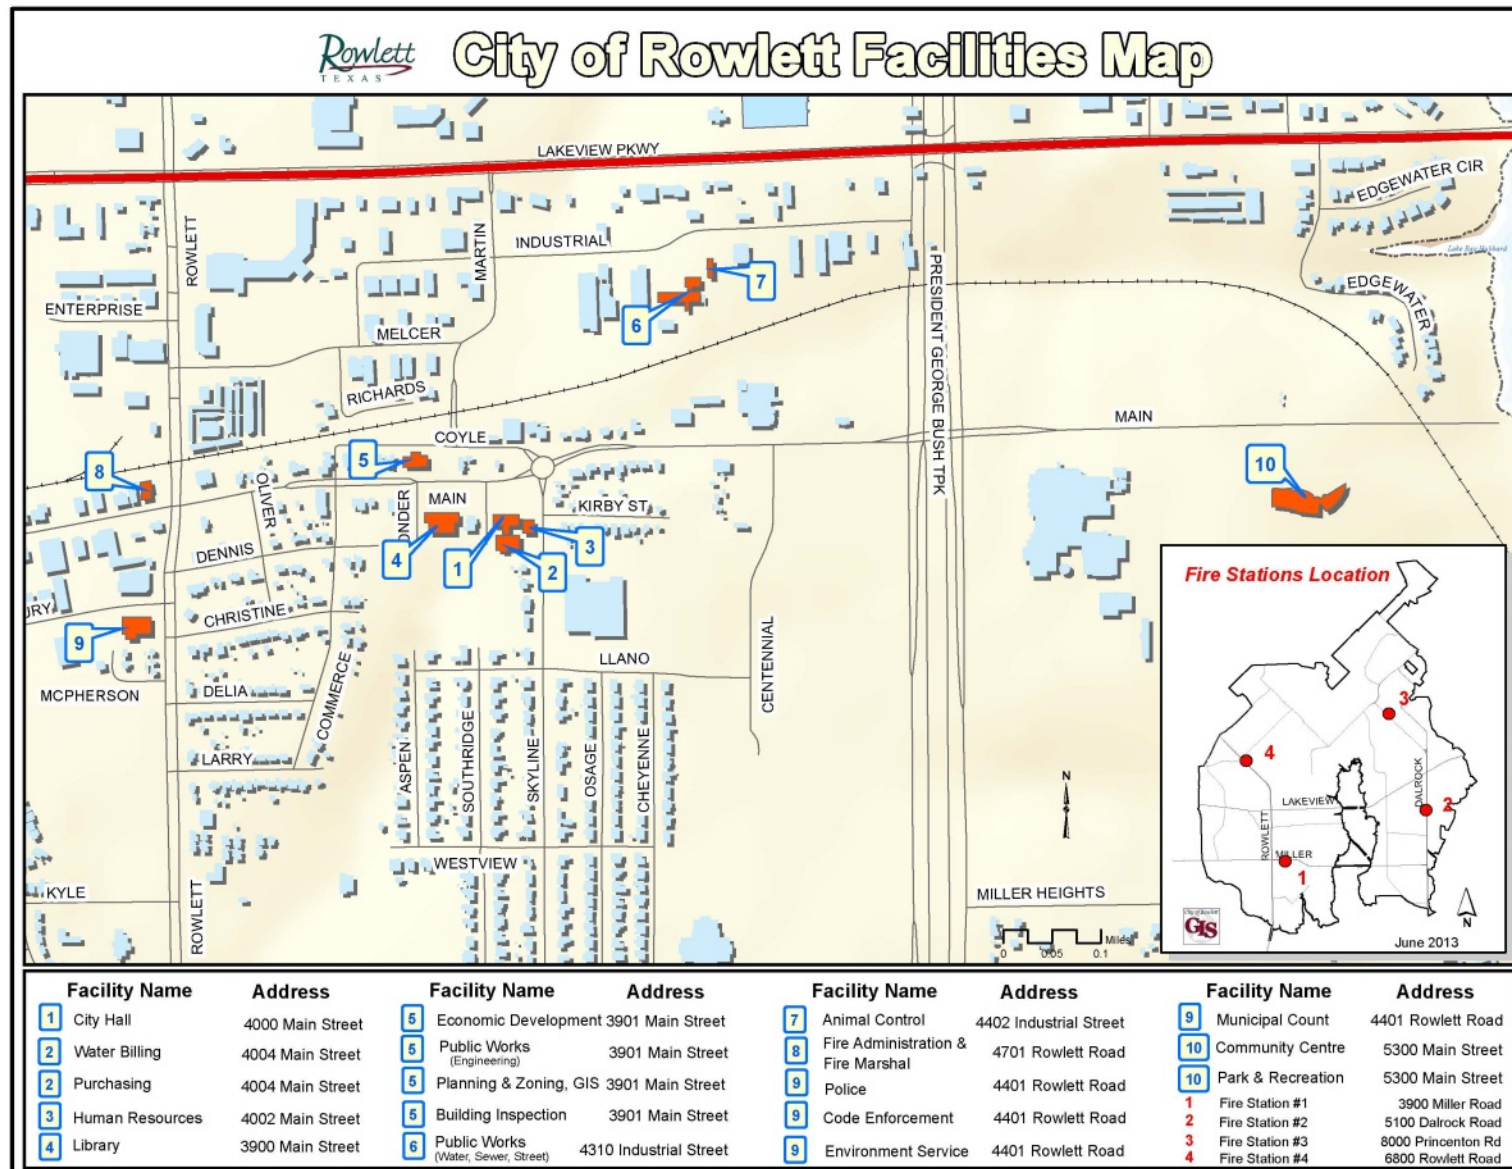 Rowlett
TEXAS
City of Rowlett Facilities Map
LAKEVIEW PKWY
EDGEWATER CIR
ROWLETT
MARTIN
INDUSTRIAL
Lake Ray Hubbard
PRESIDENT GEORGE BUSH TPK
7
EDGEWATER
ENTERPRISE
6
MELCER
RICHARDS
MAIN
COYLE
5
8
10
OLIVER
ONDER
MAIN
KIRBY ST
DENNIS
4
1
2
3
URY
CHRISTINE
9
MCPHERSON
DELIA
COMMERCE
LLANO
CENTENNIAL
LARRY
ASPEN
SOUTHRIDGE
SKYLINE
OSAGE
CHEYENNE
WESTVIEW
KYLE
ROWLETT
MILLER HEIGHTS
N
Miles
0 0.05 0.1
Fire Stations Location
3
4
DALROCK
LAKEVIEW
2
ROWLETT
MILLER
1
City of Rowlett
GIS
N
June 2013
Facility Name Address
1 City Hall 4000 Main Street
2 Water Billing 4004 Main Street
2 Purchasing 4004 Main Street
3 Human Resources 4002 Main Street
4 Library 3900 Main Street
Facility Name Address
5 Economic Development 3901 Main Street
5 Public Works 3901 Main Street
(Engineering)
5 Planning & Zoning, GIS 3901 Main Street
5 Building Inspection 3901 Main Street
6 Public Works 4310 Industrial Street
(Water, Sewer, Street)
Facility Name Address
7 Animal Control 4402 Industrial Street
8 Fire Administration & 4701 Rowlett Road
Fire Marshal
9 Police 4401 Rowlett Road
9 Code Enforcement 4401 Rowlett Road
9 Environment Service 4401 Rowlett Road
Facility Name Address
9 Municipal Count 4401 Rowlett Road
10 Community Centre 5300 Main Street
10 Park & Recreation 5300 Main Street
1 Fire Station #1 3900 Miller Road
2 Fire Station #2 5100 Dalrock Road
3 Fire Station #3 8000 Princenton Rd
4 Fire Station #4 6800 Rowlett Road